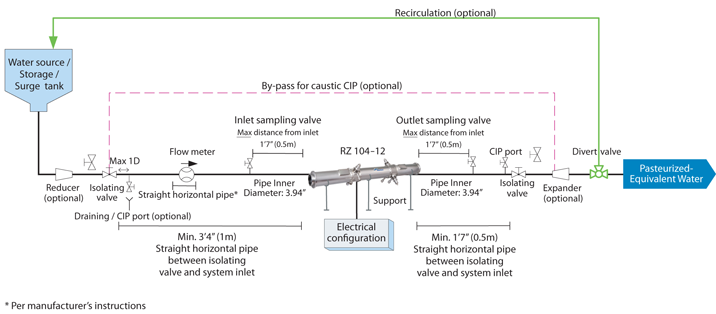 Recirculation (optional)
Water source /
Storage /
Surge tank
By-pass for caustic CIP (optional)
Inlet sampling valve
Max distance from inlet
1'7" (0.5m)
Outlet sampling valve
Max distance from inlet
1'7" (0.5m)
RZ 104-12
CIP port
Divert valve
Max 1D
Flow meter
Reducer
(optional)
Isolating
valve
Straight horizontal pipe*
Pipe Inner
Diameter: 3.94"
Support
Pipe Inner
Diameter: 3.94"
Isolating
valve
Expander
(optional)
Pasteurized-
Equivalent Water
Draining / CIP port (optional)
Electrical
configuration
Min. 3'4" (1m)
Straight horizontal pipe
between isolating
valve and system inlet
Min. 1'7" (0.5m)
Straight horizontal pipe
between isolating
valve and system inlet
* Per manufacturer's instructions